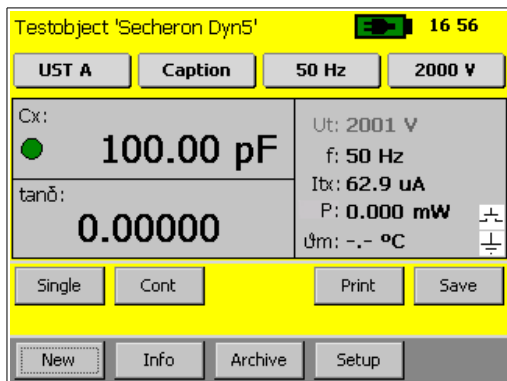 Testobject 'Secheron Dyn5' 16 56
UST A Caption 50 Hz 2000 V
Cx:
100.00 pF
tanδ:
0.00000
Ut: 2001 V
f: 50 Hz
Itx: 62.9 uA
P: 0.000 mW
ϑm: -.- ºC
Single Cont Print Save
New Info Archive Setup